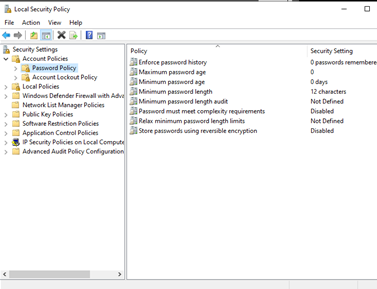 Local Security Policy
File Action View Help
Security Settings
Account Policies
Password Policy
Account Lockout Policy
Local Policies
Windows Defender Firewall with Adva
Network List Manager Policies
Public Key Policies
Software Restriction Policies
Application Control Policies
IP Security Policies on Local Compute
Advanced Audit Policy Configuration
Policy Security Setting
Enforce password history 0 passwords remembere
Maximum password age 0
Minimum password age 0 days
Minimum password length 12 characters
Minimum password length audit Not Defined
Password must meet complexity requirements Disabled
Relax minimum password length limits Not Defined
Store passwords using reversible encryption Disabled